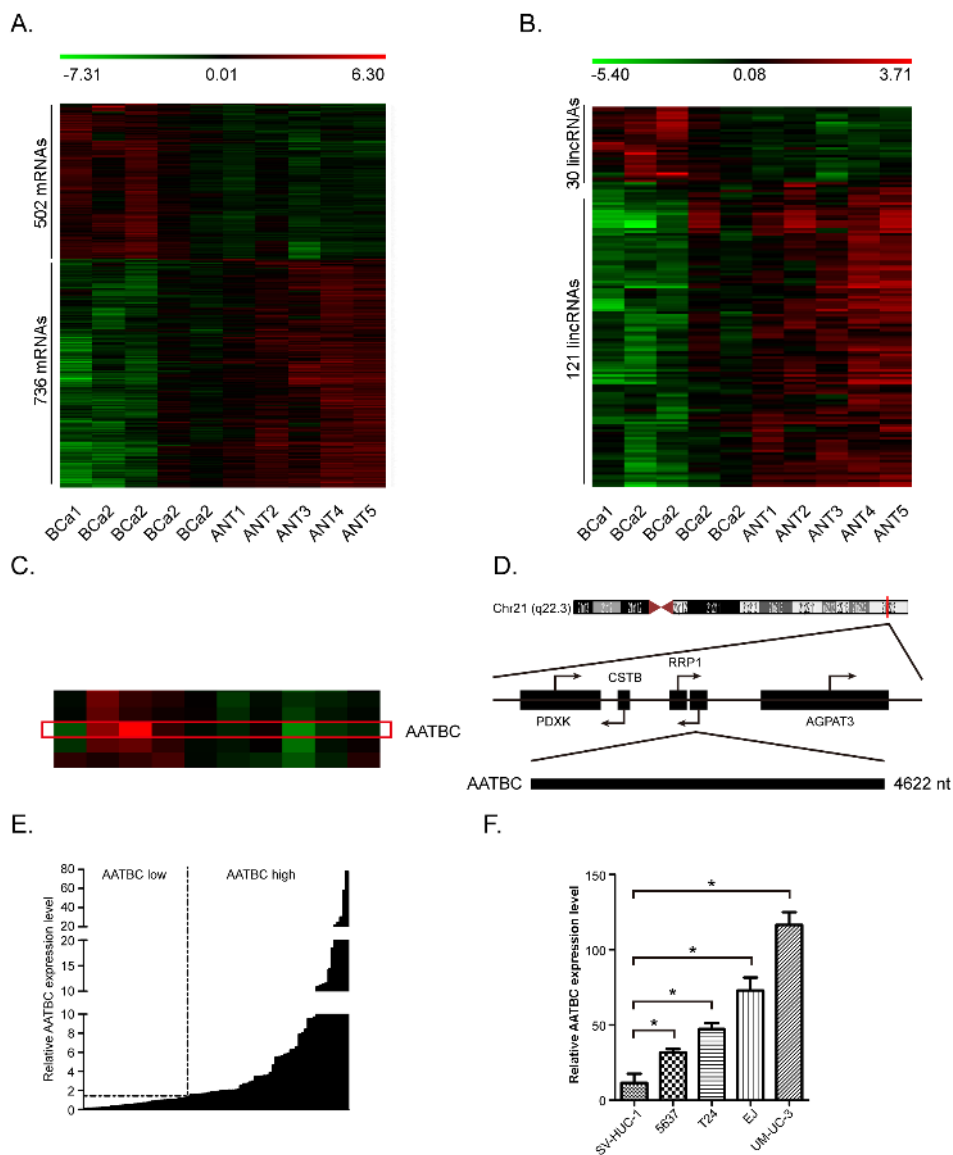 A.
-7.31 0.01 6.30
502 mRNAs
736 mRNAs
BCa1 BCa2 BCa2 BCa2 BCa2 ANT1 ANT2 ANT3 ANT4 ANT5
B.
-5.40 0.08 3.71
30 lincRNAs
121 lincRNAs
BCa1 BCa2 BCa2 BCa2 BCa2 ANT1 ANT2 ANT3 ANT4 ANT5
C.
AATBC
D.
Chr21 (q22.3)
RRP1
CSTB
PDXK
AGPAT3
AATBC 4622 nt
E.
Relative AATBC expression level
AATBC low AATBC high
80
60
40
20
20
15
10
10
8
6
4
2
0
F.
Relative AATBC expression level
150
100
50
0
*
*
*
*
SV-HUC-1 5637 T24 EJ UM-UC-3